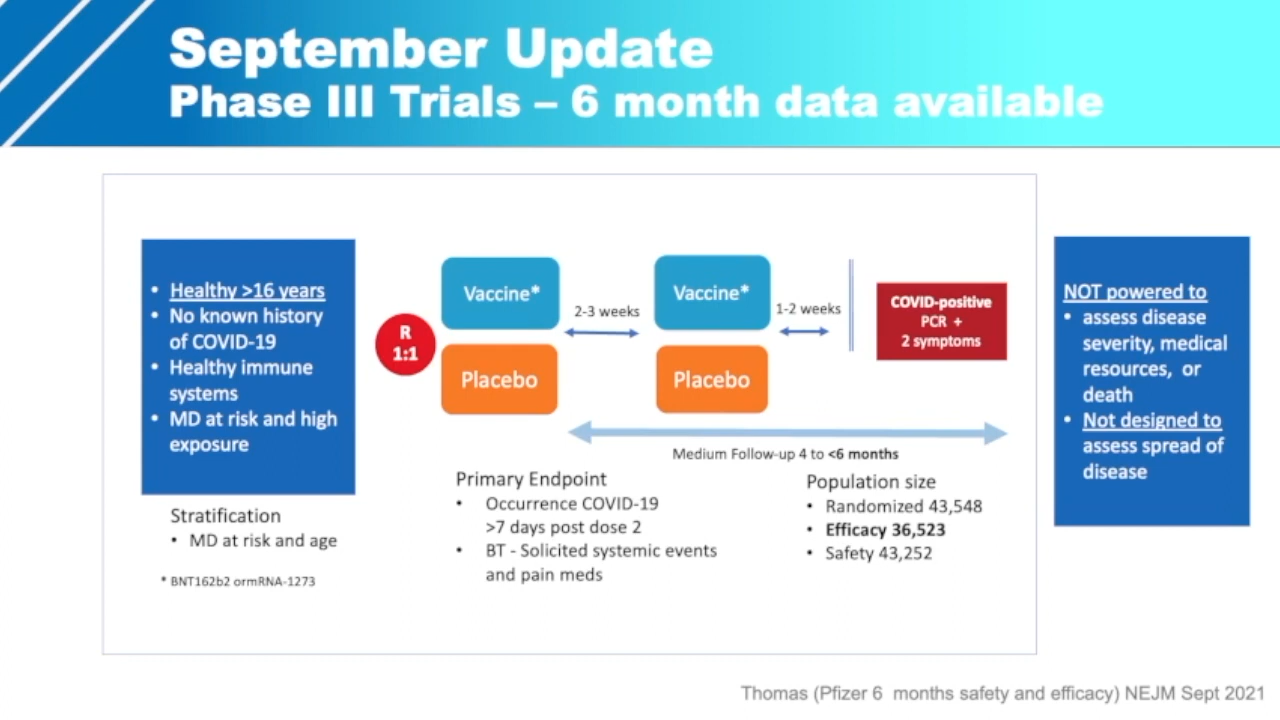 September Update
Phase III Trials – 6 month data available
• Healthy >16 years
• No known history
of COVID-19
• Healthy immune
systems
• MD at risk and high
exposure
Stratification
• MD at risk and age
* BNT162b2 ormRNA-1273
R
1:1
Vaccine*
Placebo
2-3 weeks
Vaccine*
Placebo
1-2 weeks
COVID-positive
PCR +
2 symptoms
Medium Follow-up 4 to <6 months
Primary Endpoint
• Occurrence COVID-19
>7 days post dose 2
• BT - Solicited systemic events
and pain meds
Population size
• Randomized 43,548
• Efficacy 36,523
• Safety 43,252
NOT powered to
• assess disease
severity, medical
resources, or
death
• Not designed to
assess spread of
disease
Thomas (Pfizer 6 months safety and efficacy) NEJM Sept 2021